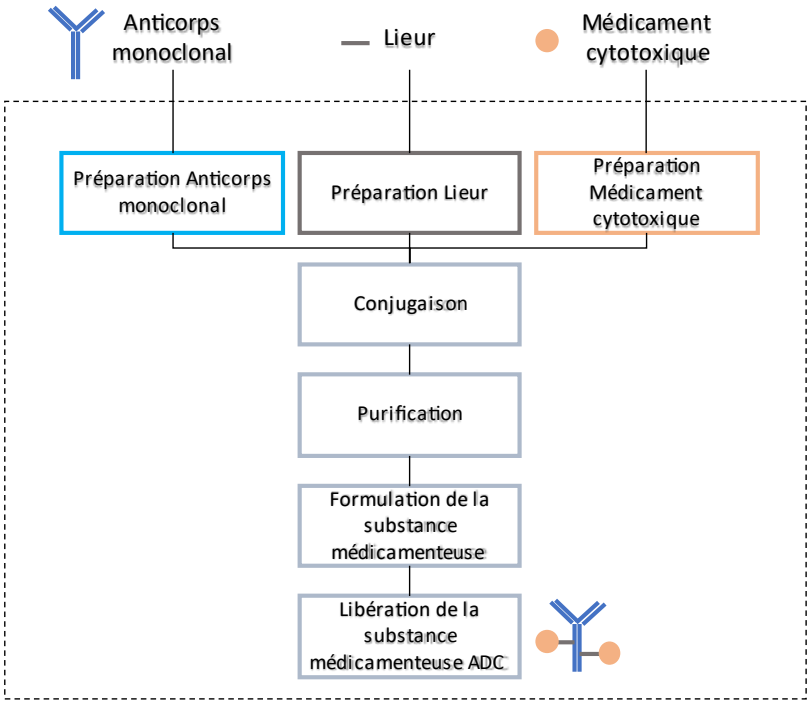 Anticorps
monoclonal
Lieur
Médicament
cytotoxique
Préparation Anticorps
monoclonal
Préparation Lieur
Préparation
Médicament
cytotoxique
Conjugaison
Purification
Formulation de la
substance
médicamenteuse
Libération de la
substance
médicamenteuse ADC